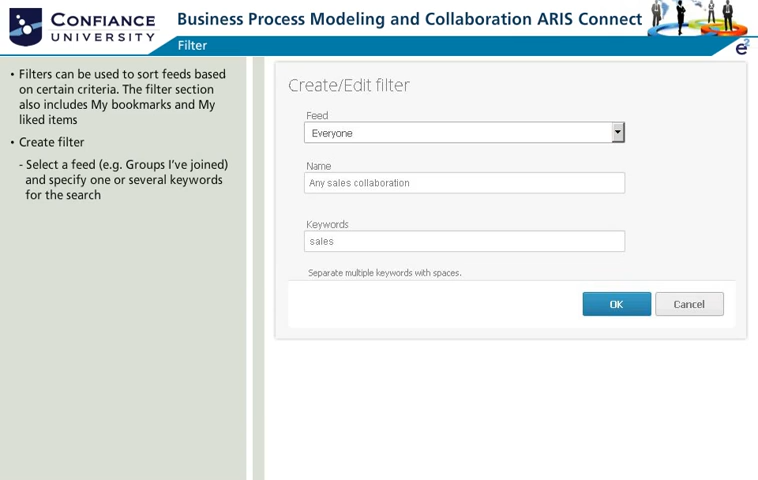 CONFIANCE
UNIVERSITY
Business Process Modeling and Collaboration ARIS Connect
Filter
e²
• Filters can be used to sort feeds based
on certain criteria. The filter section
also includes My bookmarks and My
liked items
• Create filter
- Select a feed (e.g. Groups I've joined)
and specify one or several keywords
for the search
Create/Edit filter
Feed
Everyone
Name
Any sales collaboration
Keywords
sales
Separate multiple keywords with spaces.
OK
Cancel